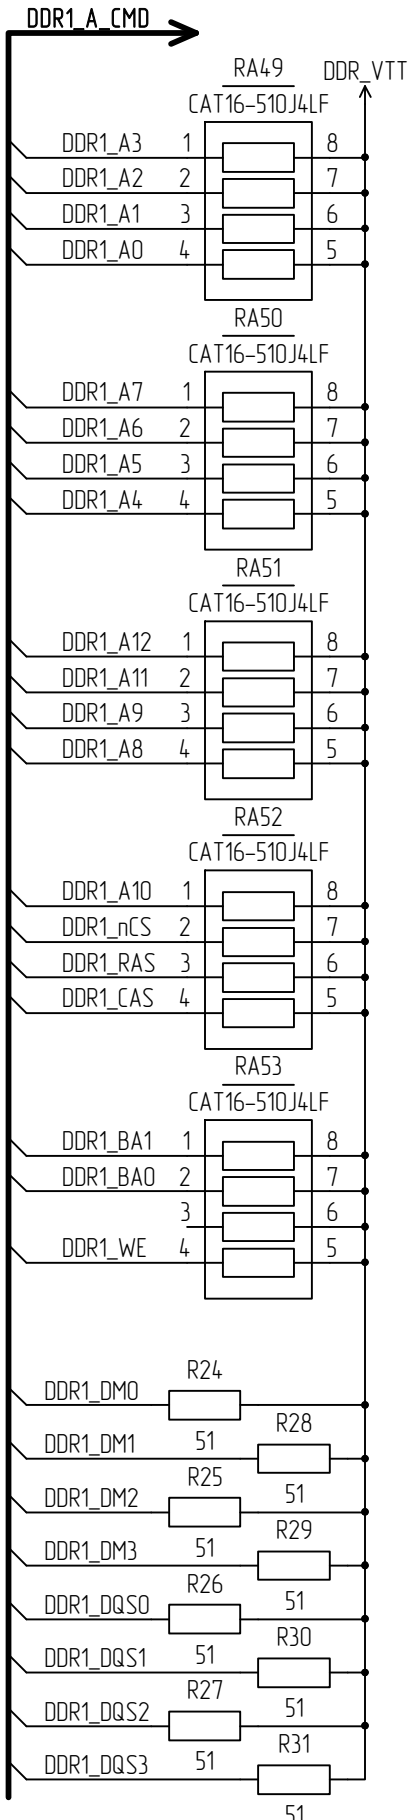 DDR1_A_CMD
RA49 DDR_VTT
CAT16-510J4LF
DDR1_A3 1 8
DDR1_A2 2 7
DDR1_A1 3 6
DDR1_A0 4 5
RA50
CAT16-510J4LF
DDR1_A7 1 8
DDR1_A6 2 7
DDR1_A5 3 6
DDR1_A4 4 5
RA51
CAT16-510J4LF
DDR1_A12 1 8
DDR1_A11 2 7
DDR1_A9 3 6
DDR1_A8 4 5
RA52
CAT16-510J4LF
DDR1_A10 1 8
DDR1_nCS 2 7
DDR1_RAS 3 6
DDR1_CAS 4 5
RA53
CAT16-510J4LF
DDR1_BA1 1 8
DDR1_BA0 2 7
3 6
DDR1_WE 4 5
R24
DDR1_DM0
R28
DDR1_DM1 51
R25
DDR1_DM2 51
R29
DDR1_DM3 51
R26
DDR1_DQS0 51
R30
DDR1_DQS1 51
R27
DDR1_DQS2 51
R31
DDR1_DQS3 51
51